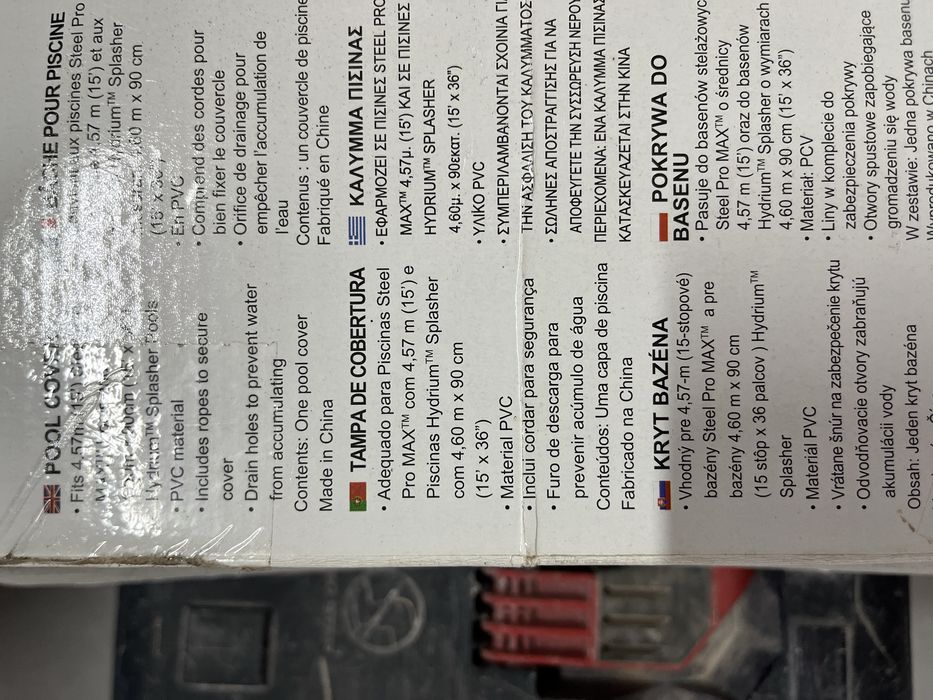 POOL COVER
• Fits 4.57m (15')
Hydrium™ Splasher Pools
• PVC material
• Includes ropes to secure
cover
• Drain holes to prevent water
from accumulating
Contents: One pool cover
Made in China
BÂCHE POUR PISCINE
aux piscines Steel Pro
4,57 m (15') et aux
Hydrium™ Splasher
x 90 cm
(15' x 36")
• En PVC
• Comprend des cordes pour
bien fixer le couvercle
• Orifice de drainage pour
empêcher l'accumulation de
l'eau
Contenus : un couvercle de piscine
Fabriqué en Chine
TAMPA DE COBERTURA
• Adequado para Piscinas Steel
Pro MAX™ com 4,57 m (15') e
Piscinas Hydrium™ Splasher
com 4,60 m x 90 cm
(15' x 36")
• Material PVC
• Inclui cordar para segurança
• Furo de descarga para
prevenir acúmulo de água
Conteúdos: Uma capa de piscina
Fabricado na China
ΚΑΛΥΜΜΑ ΠΙΣΙΝΑΣ
• ΕΦΑΡΜΟΖΕΙ ΣΕ ΠΙΣΙΝΕΣ STEEL PRO
MAX™ 4,57μ. (15') ΚΑΙ ΣΕ ΠΙΣΙΝΕΣ
HYDRIUM™ SPLASHER
4,60μ. x 90εκατ. (15' x 36")
• ΥΛΙΚΟ PVC
• ΣΥΜΠΕΡΙΛΑΜΒΑΝΟΝΤΑΙ ΣΧΟΙΝΙΑ
ΤΗΝ ΑΣΦΑΛΙΣΗ ΤΟΥ ΚΑΛΥΜΜΑΤΟΣ
• ΣΩΛΗΝΕΣ ΑΠΟΣΤΡΑΓΓΙΣΗΣ ΓΙΑ ΝΑ
ΑΠΟΦΕΥΓΕΤΕ ΤΗΝ ΣΥΣΣΩΡΕΥΣΗ ΝΕΡΟΥ
ΠΕΡΙΕΧΟΜΕΝΑ: ΕΝΑ ΚΑΛΥΜΜΑ ΠΙΣΙΝΑΣ
ΚΑΤΑΣΚΕΥΑΖΕΤΑΙ ΣΤΗΝ ΚΙΝΑ
KRYT BAZÉNA
• Vhodný pre 4,57-m (15-stopové)
bazény Steel Pro MAX™ a pre
bazény 4,60 m x 90 cm
(15 stôp x 36 palcov ) Hydrium™
Splasher
• Materiál PVC
• Vrátane šnúr na zabezpečenie krytu
• Odvodňovacie otvory zabraňujú
akumulácii vody
Obsah: Jeden kryt bazéna
POKRYWA DO
BASENU
• Pasuje do basenów stelażowyc
Steel Pro MAX™ o średnicy
4,57 m (15') oraz do basenów
Hydrium™ Splasher o wymiarach
4,60 m x 90 cm (15' x 36")
• Materiał: PCV
• Liny w komplecie do
zabezpieczenia pokrywy
• Otwory spustowe zapobiegające
gromadzeniu się wody
W zestawie: Jedna pokrywa basenu
Wyprodukowano w Chinach